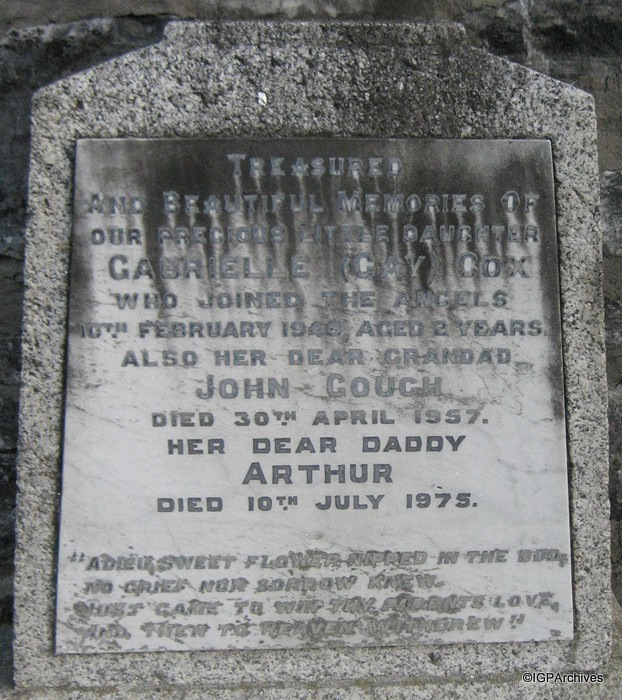 TREASURED
AND BEAUTIFUL MEMORIES OF
OUR PRECIOUS LITTLE DAUGHTER
GABRIELLE (GAY) COX
WHO JOINED THE ANGELS
10TH FEBRUARY 1948, AGED 2 YEARS.
ALSO HER DEAR GRANDAD
JOHN GOUGH
DIED 30TH APRIL 1957.
HER DEAR DADDY
ARTHUR
DIED 10TH JULY 1975.
"ADIEU, SWEET FLOWER NIPPED IN THE BUD,
NO GRIEF NOR SORROW KNEW.
JUST CAME TO WIN THY PARENTS LOVE,
AND THEN TO HEAVEN WITHDREW"
©IGPArchives